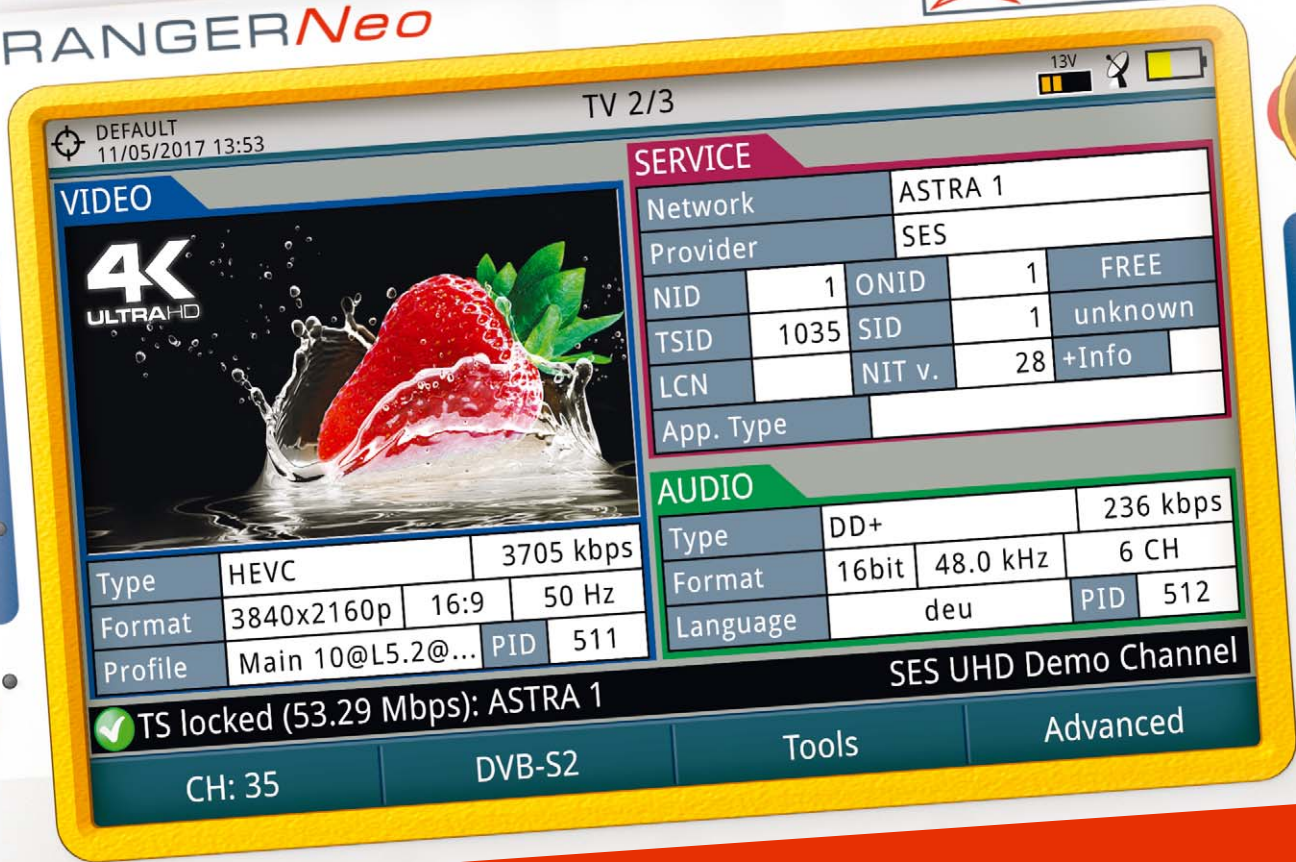 RANGERNeo
DEFAULT
11/05/2017 13:53
TV 2/3
13V
VIDEO
4K
ULTRAHD
Type HEVC 3705 kbps
Format 3840x2160p 16:9 50 Hz
Profile Main 10@L5.2@... PID 511
SERVICE
Network ASTRA 1
Provider SES
NID 1 ONID 1 FREE
TSID 1035 SID 1 unknown
LCN NIT v. 28 +Info
App. Type
AUDIO
Type DD+ 236 kbps
Format 16bit 48.0 kHz 6 CH
Language deu PID 512
TS locked (53.29 Mbps): ASTRA 1
SES UHD Demo Channel
CH: 35 DVB-S2 Tools Advanced